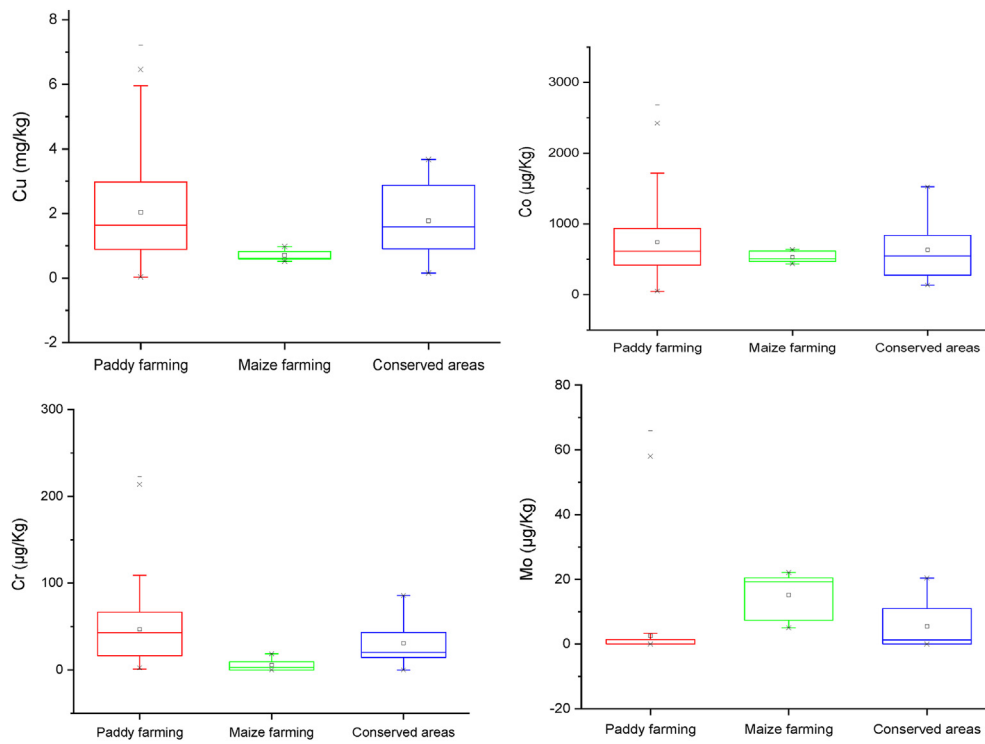 Cu (mg/kg)
8
6
4
2
0
-2
Paddy farming Maize farming Conserved areas
Co (µg/Kg)
3000
2000
1000
0
Paddy farming Maize farming Conserved areas
Cr (µg/Kg)
300
200
100
0
Paddy farming Maize farming Conserved areas
Mo (µg/Kg)
80
60
40
20
0
-20
Paddy farming Maize farming Conserved areas